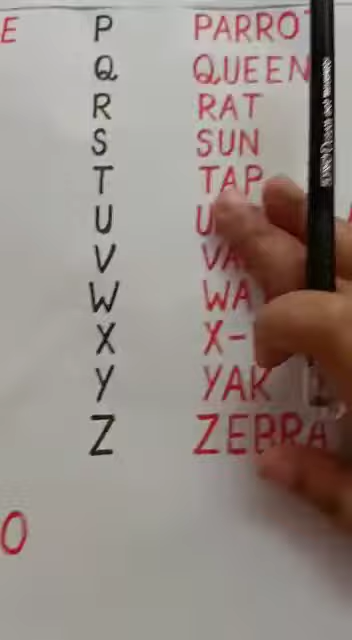 E P PARROT
Q QUEEN
R RAT
S SUN
T TAP
U
V
W
X
Y YAK
Z ZEBRA
O